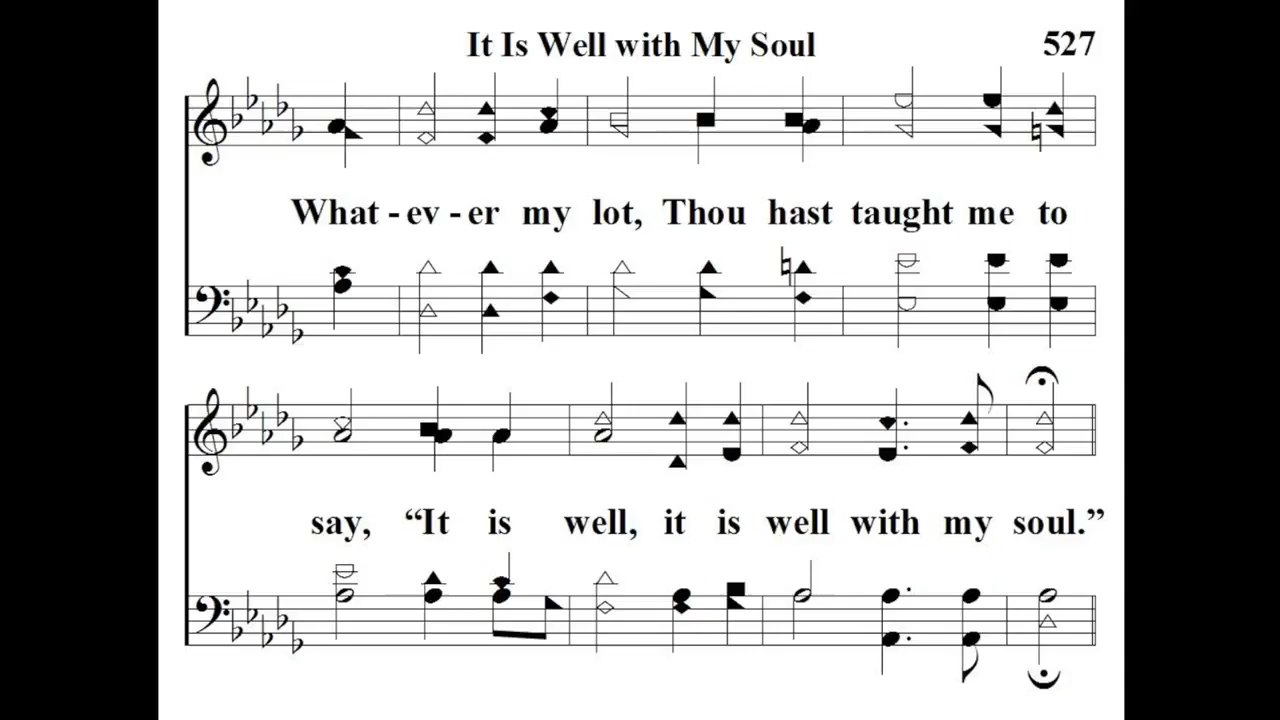 It Is Well with My Soul 527
What - ev - er my lot, Thou hast taught me to
say, “It is well, it is well with my soul.”